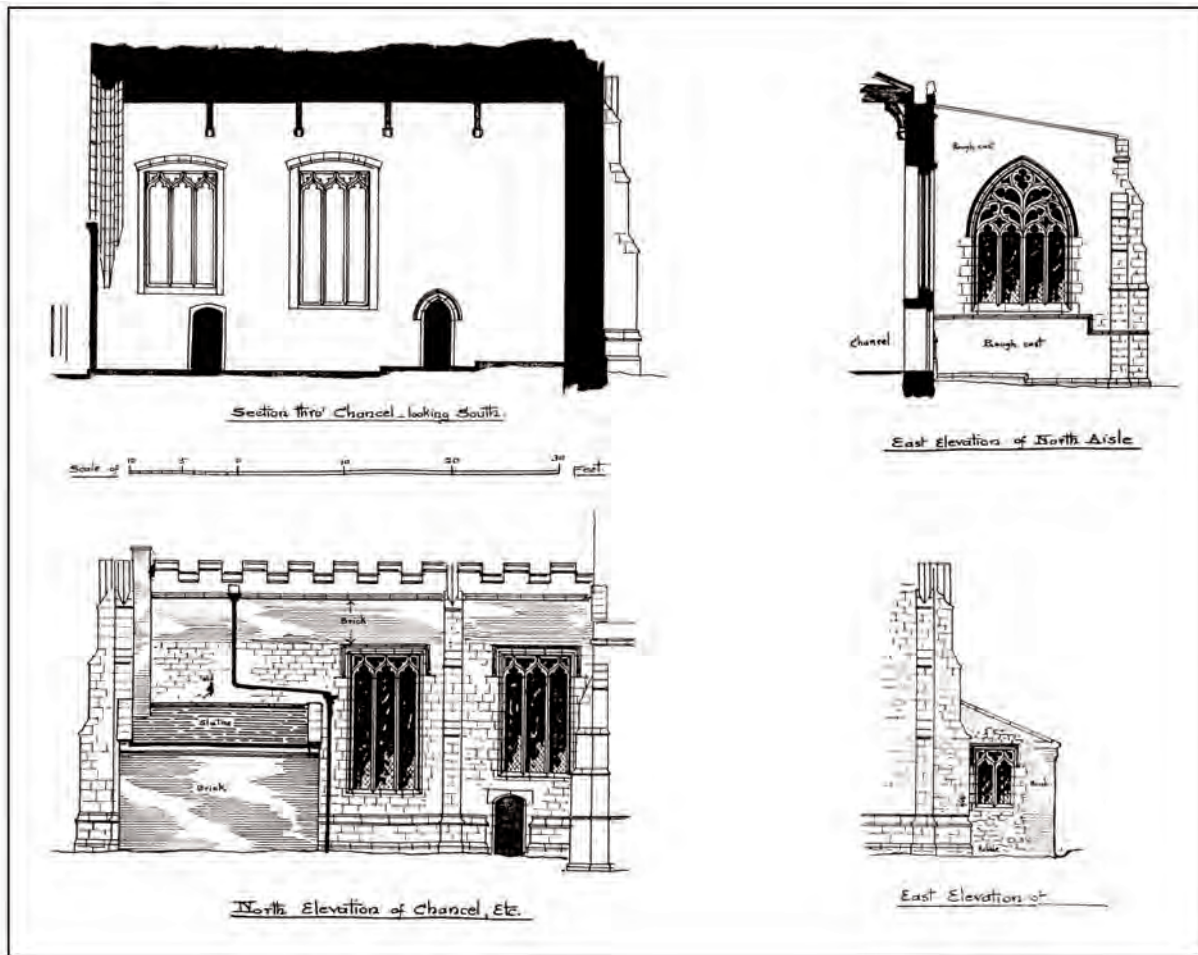 Rough cast
Chancel
Rough cast
Section thro' Chancel - looking South.
East Elevation of North Aisle
Scale of 10 5 0 10 20 30 Feet.
Brick
Slates
Brick
Brick
North Elevation of Chancel, Etc.
East Elevation of